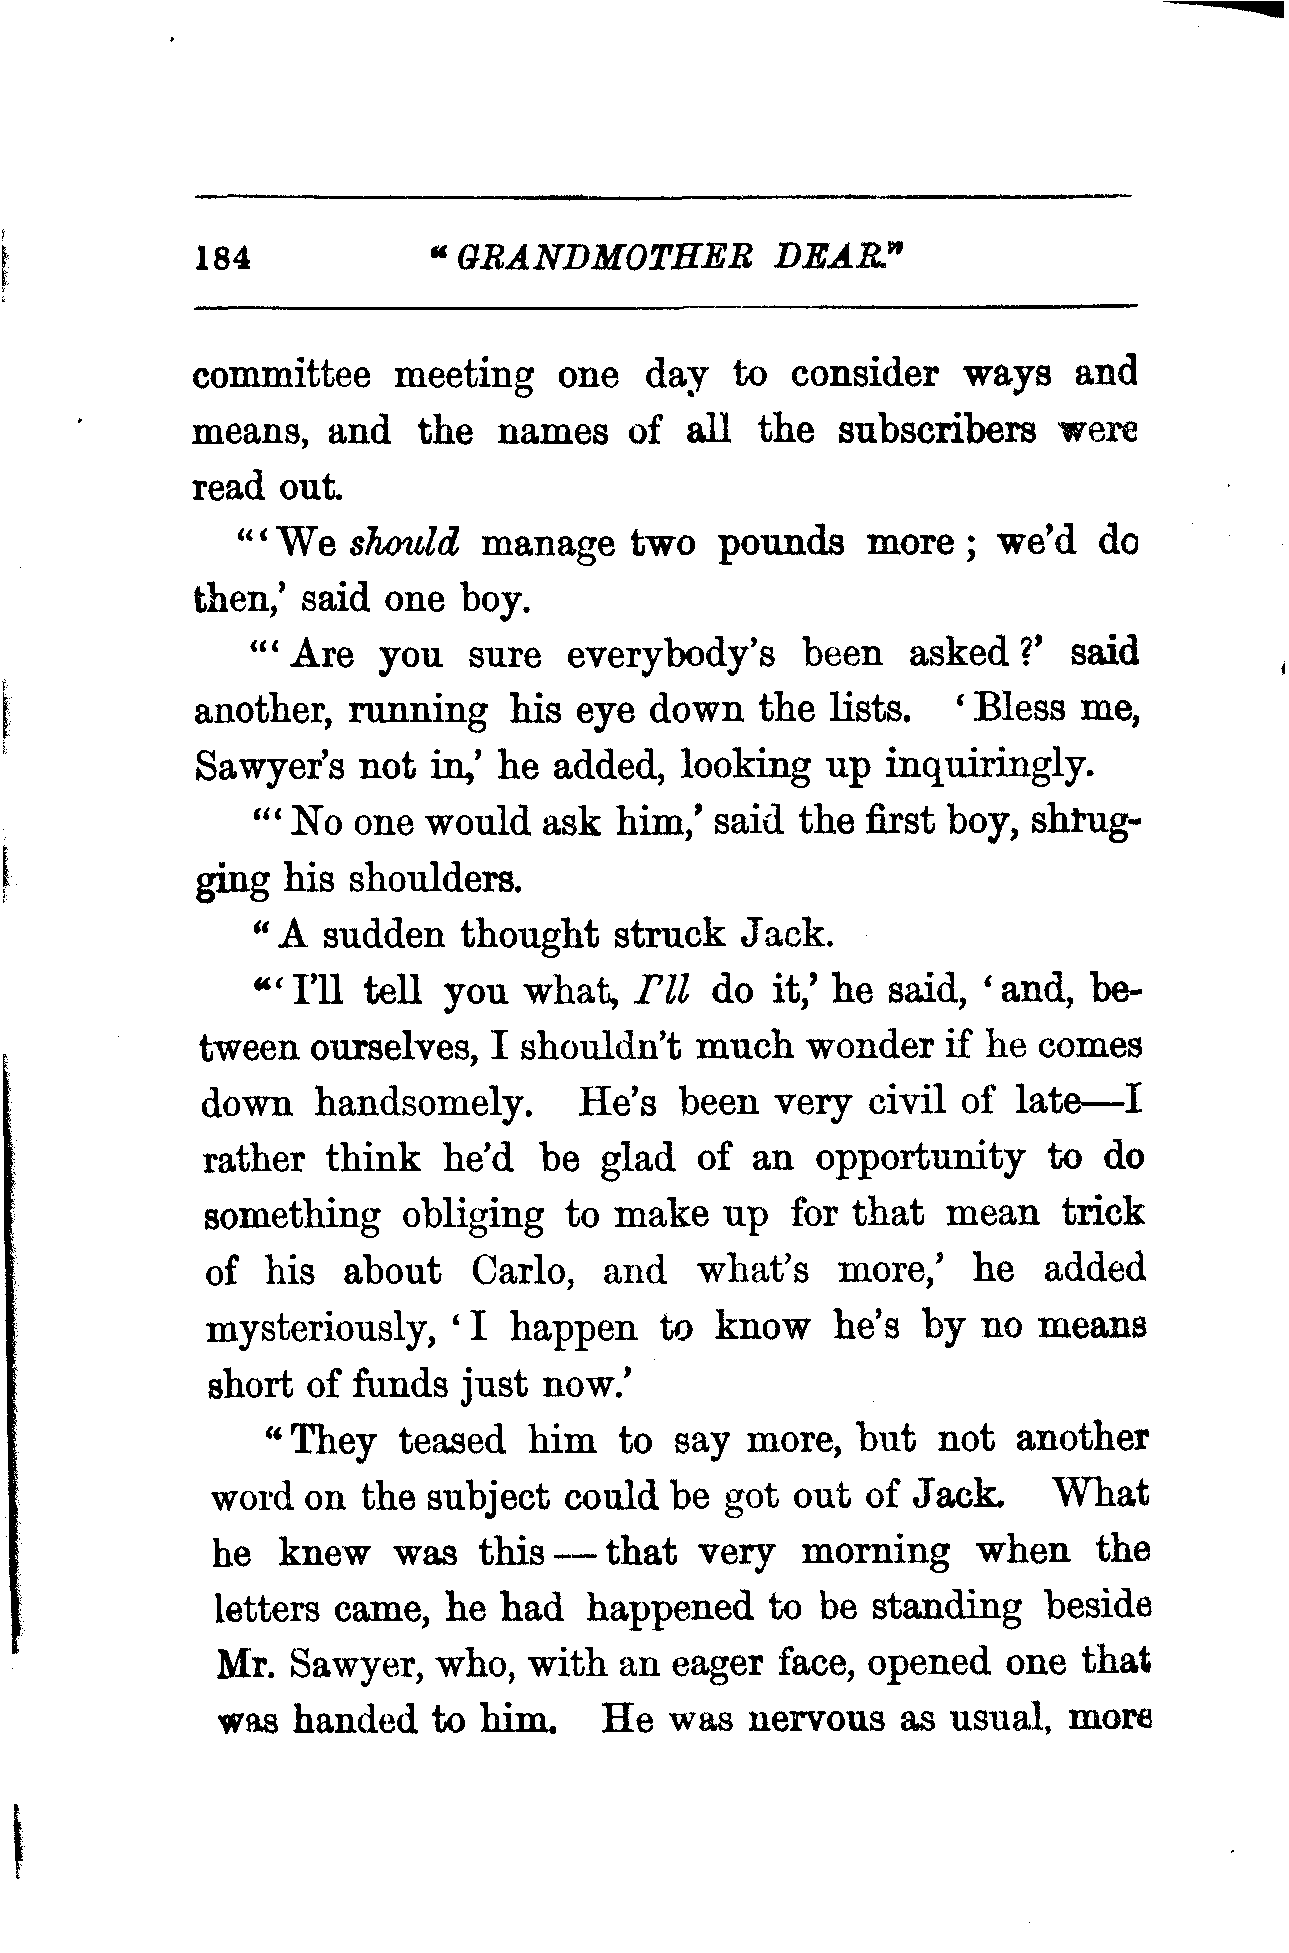 184 “GRANDMOTHER DEAR.”
committee meeting one day to consider ways and
means, and the names of all the subscribers were
read out.
“‘We should manage two pounds more; we’d do
then,’ said one boy.
“‘Are you sure everybody’s been asked?’ said
another, running his eye down the lists. ‘Bless me,
Sawyer’s not in,’ he added, looking up inquiringly.
“‘No one would ask him,’ said the first boy, shrug-
ging his shoulders.
“A sudden thought struck Jack.
“‘I’ll tell you what, I’ll do it,’ he said, ‘and, be-
tween ourselves, I shouldn’t much wonder if he comes
down handsomely. He’s been very civil of late—I
rather think he’d be glad of an opportunity to do
something obliging to make up for that mean trick
of his about Carlo, and what’s more,’ he added
mysteriously, ‘I happen to know he’s by no means
short of funds just now.’
“They teased him to say more, but not another
word on the subject could be got out of Jack. What
he knew was this—that very morning when the
letters came, he had happened to be standing beside
Mr. Sawyer, who, with an eager face, opened one that
was handed to him. He was nervous as usual, more